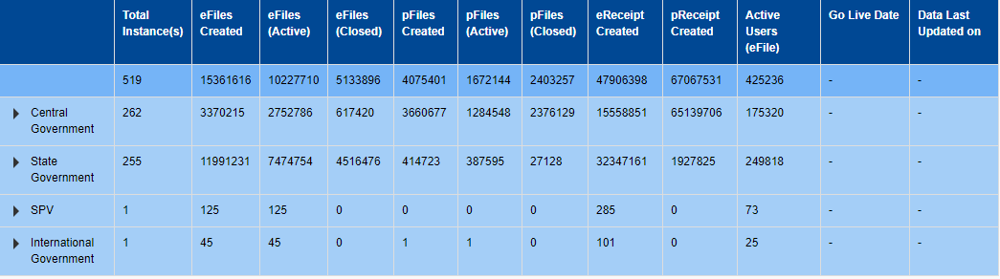 Total Instance(s) eFiles Created eFiles (Active) eFiles (Closed) pFiles Created pFiles (Active) pFiles (Closed) eReceipt Created pReceipt Created Active Users (eFile) Go Live Date Data Last Updated on
519 15361616 10227710 5133896 4075401 1672144 2403257 47906398 67067531 425236 - -
Central Government 262 3370215 2752786 617420 3660677 1284548 2376129 15558851 65139706 175320 - -
State Government 255 11991231 7474754 4516476 414723 387595 27128 32347161 1927825 249818 - -
SPV 1 125 125 0 0 0 0 285 0 73 - -
International Government 1 45 45 0 1 1 0 101 0 25 - -